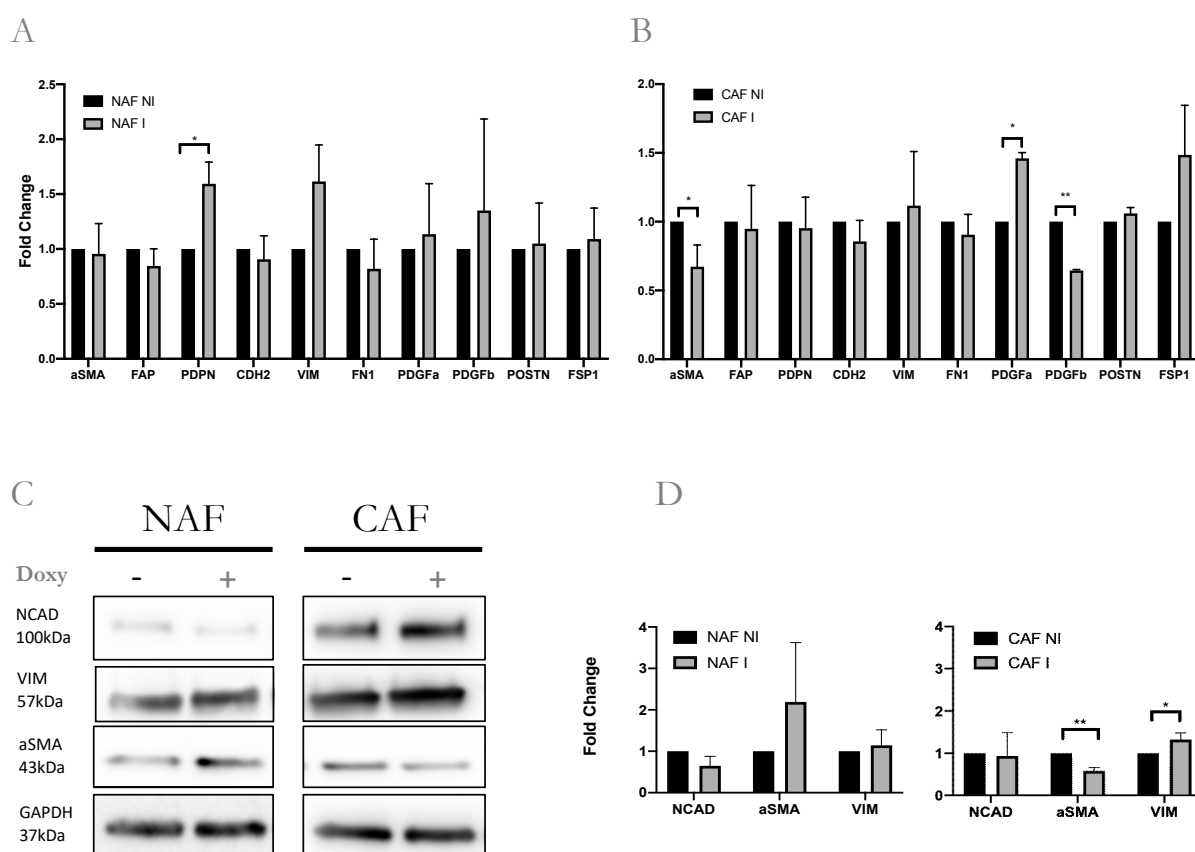 A
2.5
2.0
1.5
1.0
0.5
0.0
Fold Change
NAF NI
NAF I
*
aSMA FAP PDPN CDH2 VIM FN1 PDGFa PDGFb POSTN FSP1
B
2.0
1.5
1.0
0.5
0.0
CAF NI
CAF I
*
*
**
aSMA FAP PDPN CDH2 VIM FN1 PDGFa PDGFb POSTN FSP1
C
NAF CAF
Doxy - + - +
NCAD
100kDa
VIM
57kDa
aSMA
43kDa
GAPDH
37kDa
D
4
3
2
1
0
Fold Change
NAF NI
NAF I
NCAD aSMA VIM
4
3
2
1
0
CAF NI
CAF I
**
*
NCAD aSMA VIM